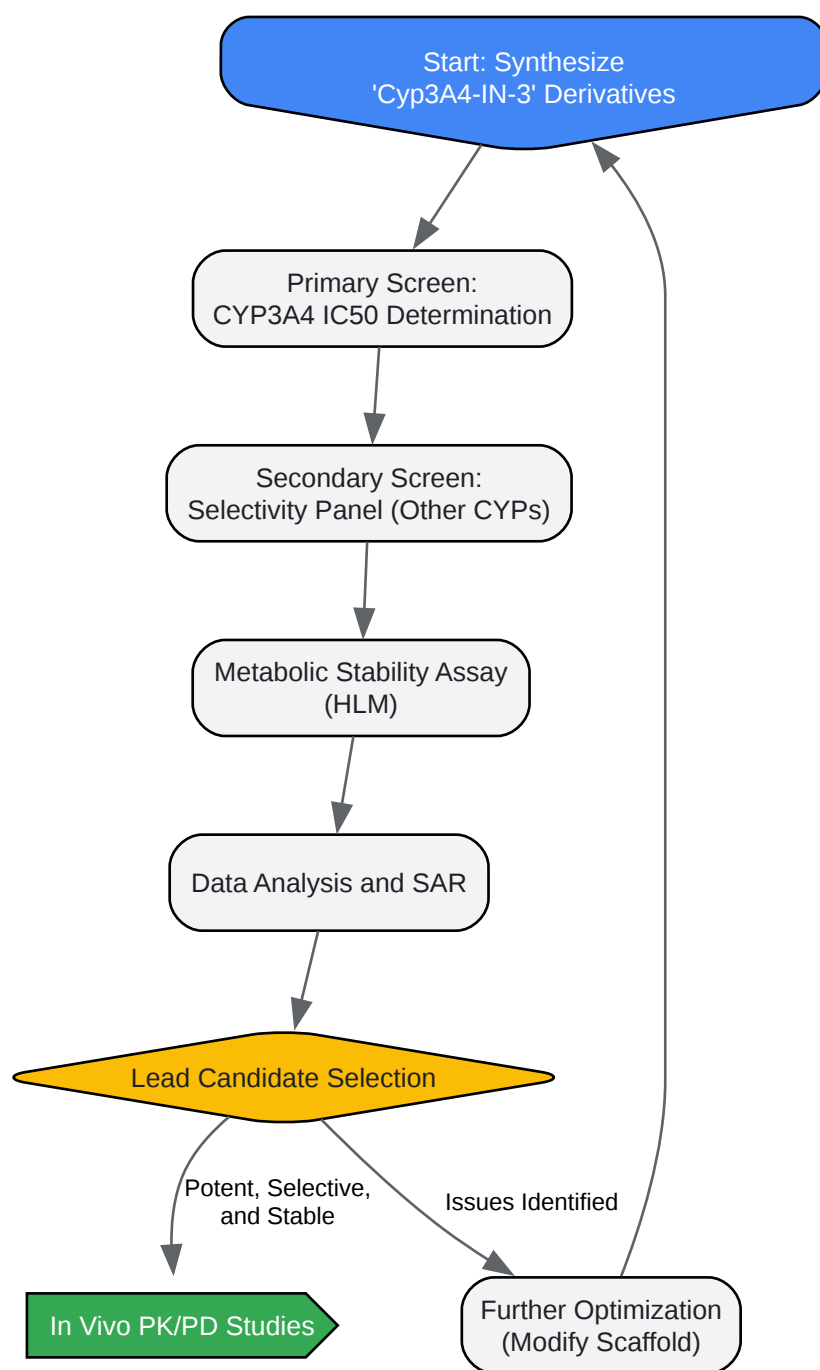 Start: Synthesize
'Cyp3A4-IN-3' Derivatives
Primary Screen:
CYP3A4 IC50 Determination
Secondary Screen:
Selectivity Panel (Other CYPs)
Metabolic Stability Assay
(HLM)
Data Analysis and SAR
Lead Candidate Selection
Potent, Selective,
and Stable
Issues Identified
In Vivo PK/PD Studies
Further Optimization
(Modify Scaffold)